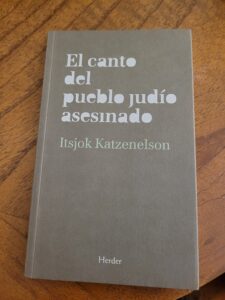 El canto
del
pueblo judío
asesinado
Itsjok Katzenelson
Herder